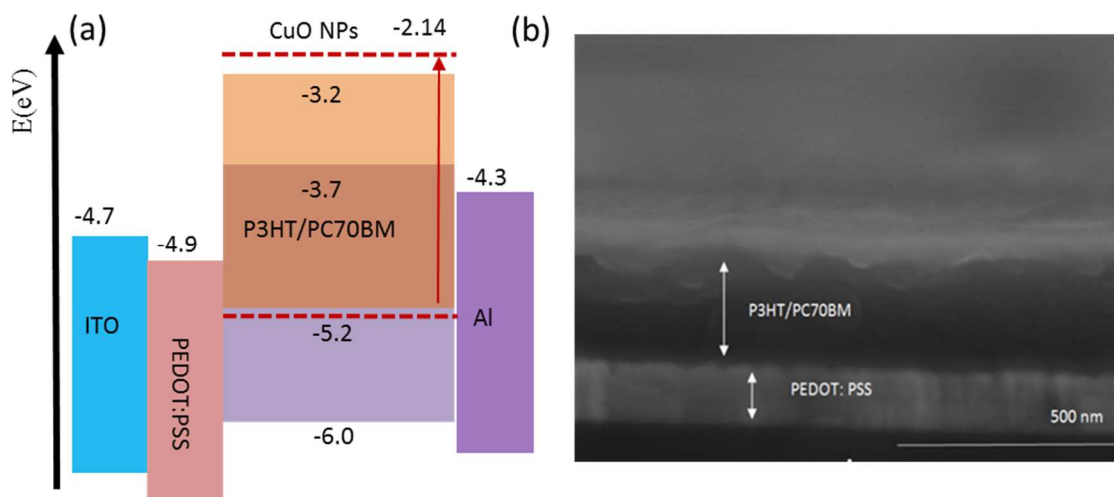 (a)
CuO NPs
-2.14
E(eV)
-3.2
-3.7
P3HT/PC70BM
-4.3
-4.7
-4.9
ITO
PEDOT:PSS
-5.2
Al
-6.0
(b)
P3HT/PC70BM
PEDOT: PSS
500 nm